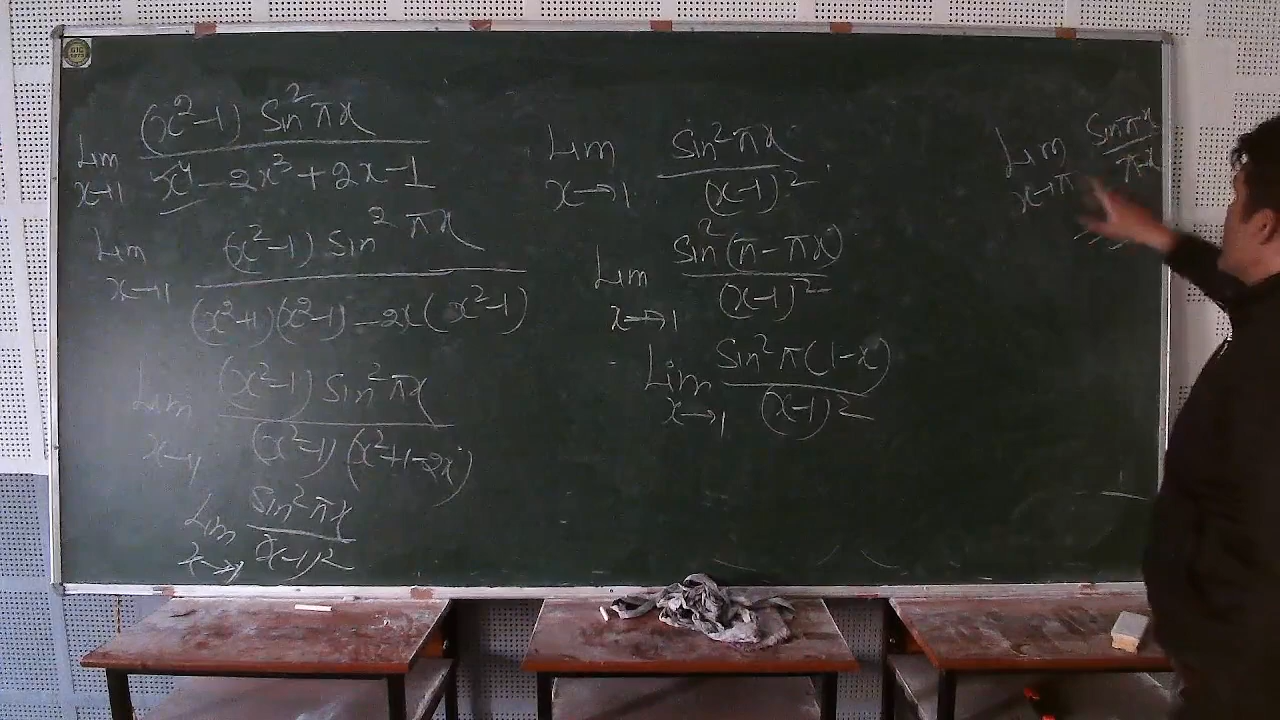 Lim x→1 (x²-1) sin²πx / x⁴ - 2x² + 2x - 1
Lim x→1 (x²-1) sin²πx / (x²+1)(x²-1) - 2x(x²-1)
Lim x→1 (x²-1) sin²πx / (x²-1)(x²+1-2x)
Lim x→1 sin²πx / (x-1)²
Lim x→1 sin²πx / (x-1)²
Lim x→1 sin²(π-πx) / (x-1)²
Lim x→1 sin²π(1-x) / (x-1)²
Lim x→π